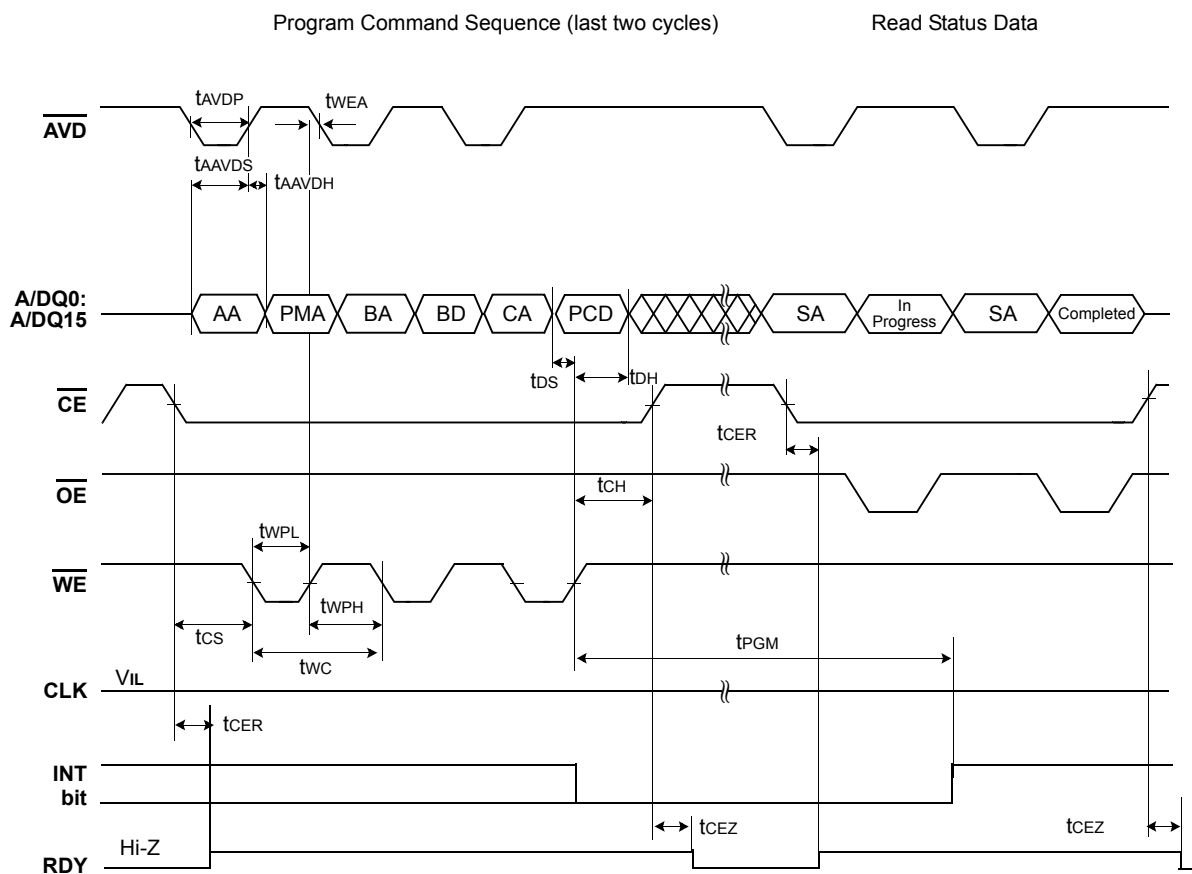 Program Command Sequence (last two cycles) Read Status Data
tAVDP tWEA
AVD
tAAVDS
tAAVDH
A/DQ0:
A/DQ15
AA PMA BA BD CA PCD SA In Progress SA Completed
tDS tDH
CE
tCER
OE
tCH
tWPL
WE
tWPH
tCS
tWC
tPGM
CLK VIL
tCER
INT
bit
tCEZ tCEZ
Hi-Z
RDY